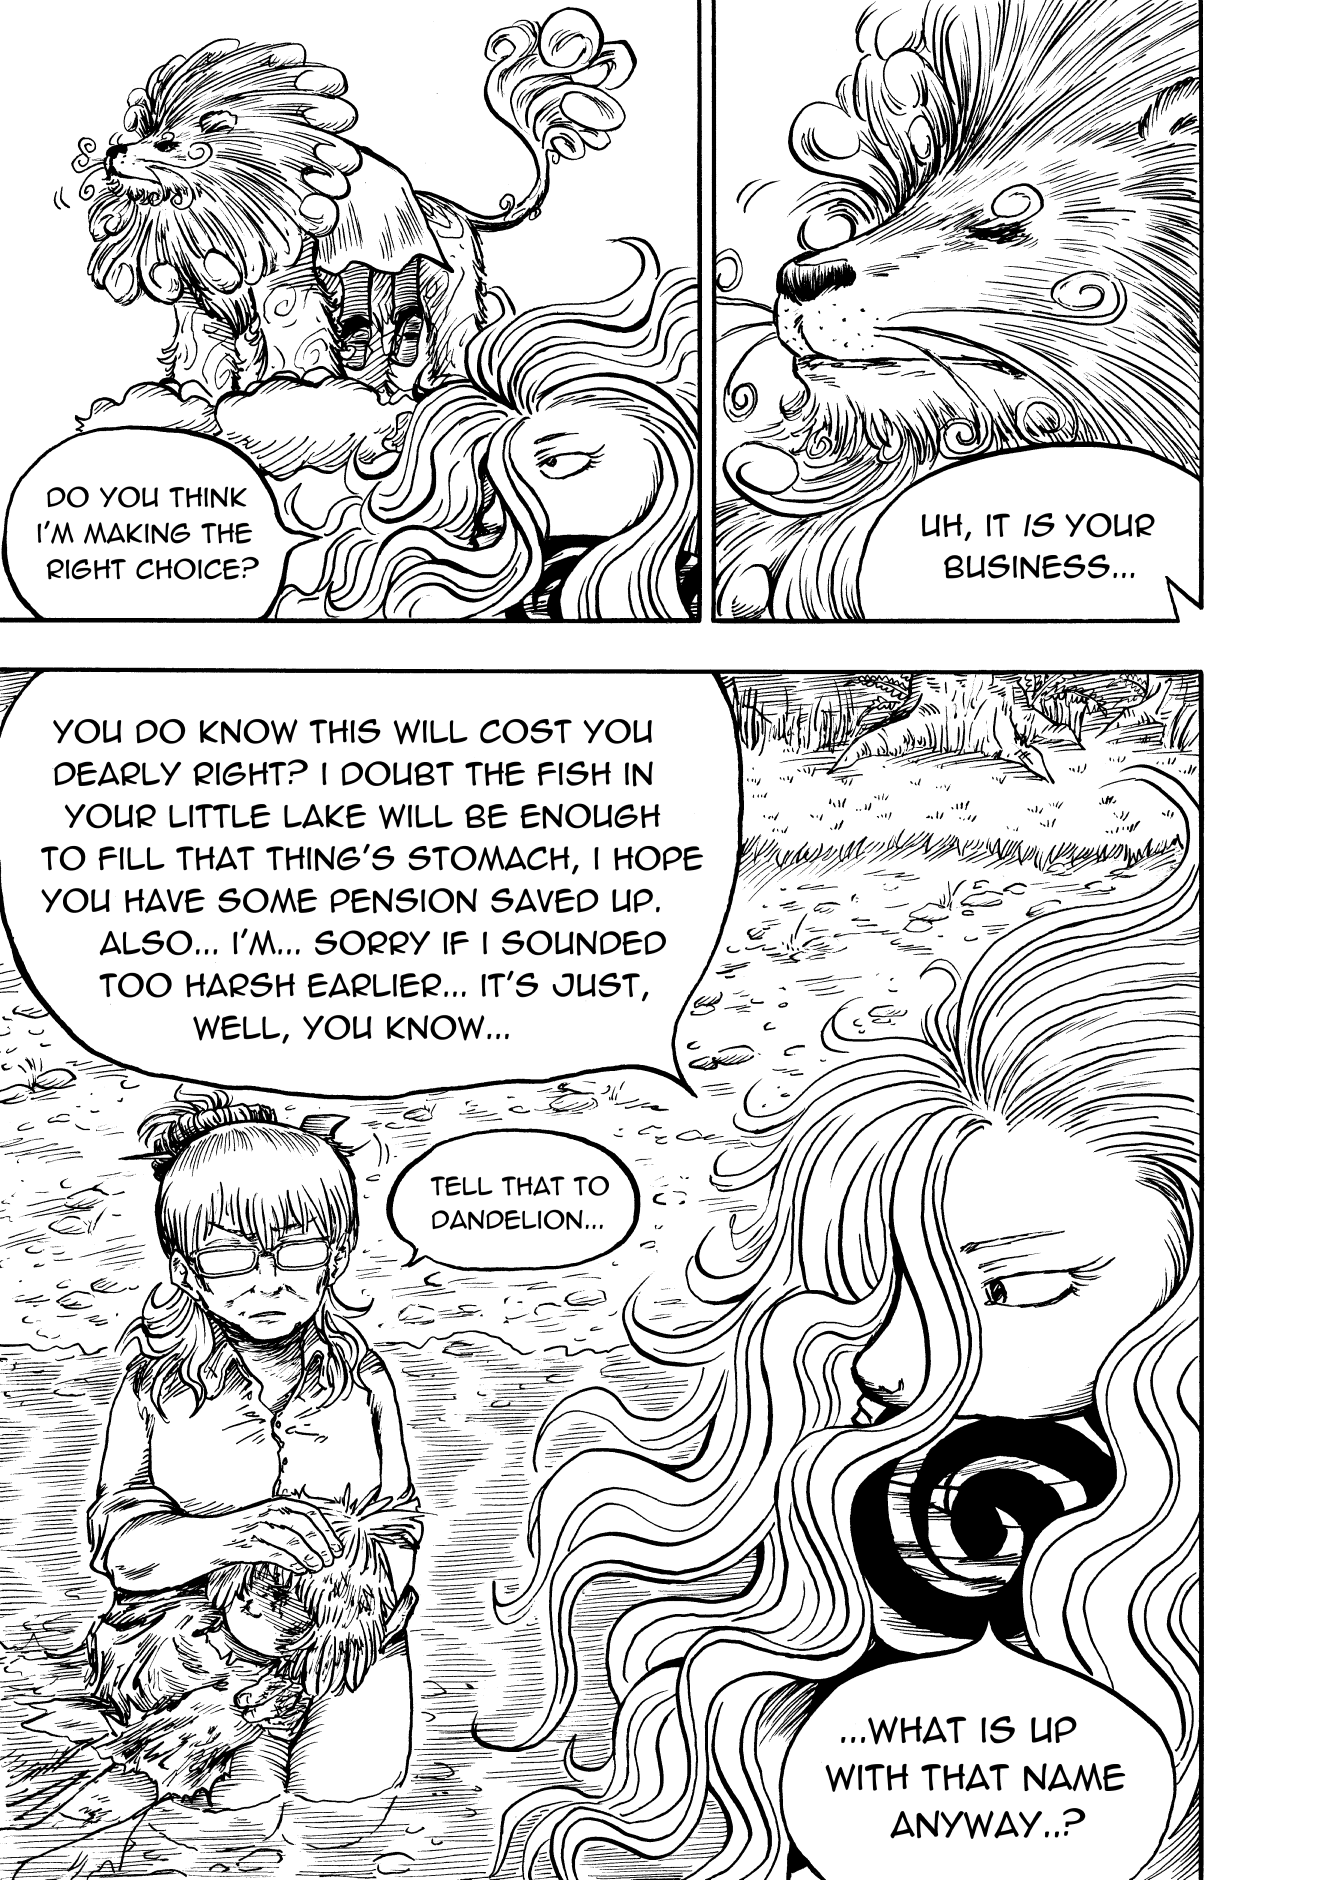 DO YOU THINK
I'M MAKING THE
RIGHT CHOICE?
UH, IT IS YOUR
BUSINESS...
YOU DO KNOW THIS WILL COST YOU
DEARLY RIGHT? I DOUBT THE FISH IN
YOUR LITTLE LAKE WILL BE ENOUGH
TO FILL THAT THING'S STOMACH, I HOPE
YOU HAVE SOME PENSION SAVED UP.
ALSO... I'M... SORRY IF I SOUNDED
TOO HARSH EARLIER... IT'S JUST,
WELL, YOU KNOW...
TELL THAT TO
DANDELION...
...WHAT IS UP
WITH THAT NAME
ANYWAY..?